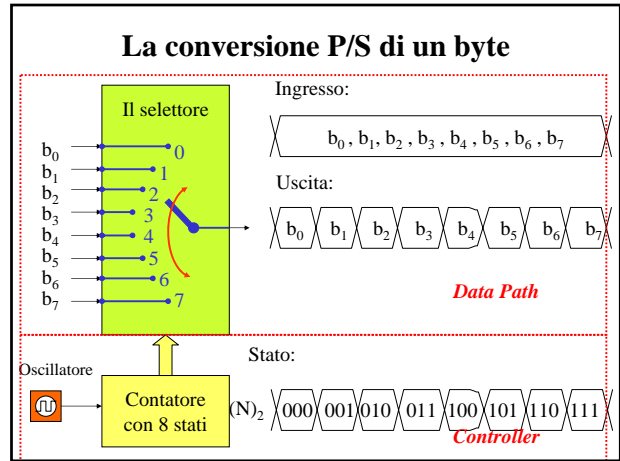 La conversione P/S di un byte
Il selettore
b0
b1
b2
b3
b4
b5
b6
b7
0
1
2
3
4
5
6
7
Ingresso:
b0 , b1, b2 , b3 , b4 , b5 , b6 , b7
Uscita:
b0 b1 b2 b3 b4 b5 b6 b7
Data Path
Oscillatore
Contatore
con 8 stati
Stato:
(N)2 000 001 010 011 100 101 110 111
Controller